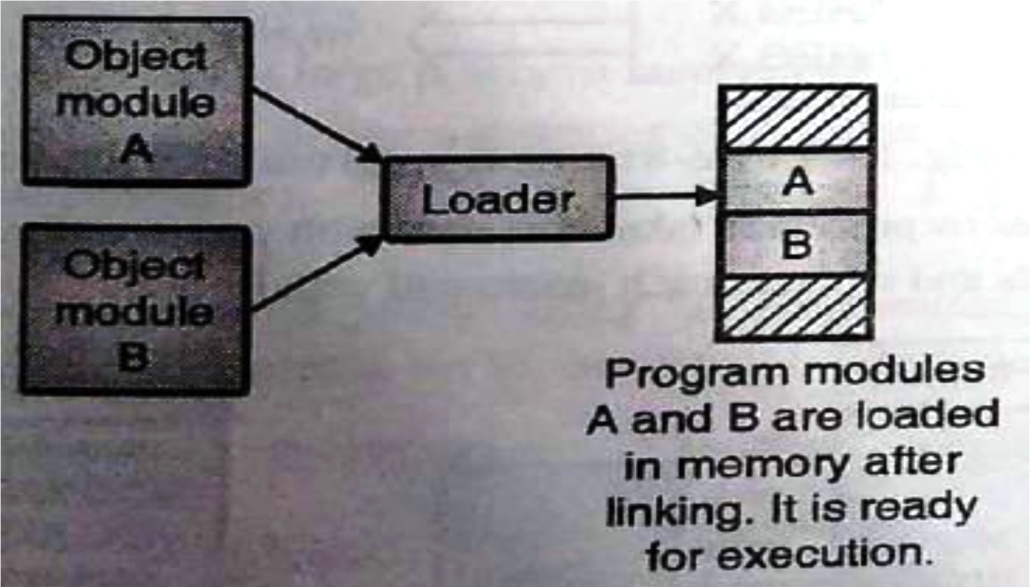 Object
module
A
Object
module
B
Loader
A
B
Program modules
A and B are loaded
in memory after
linking. It is ready
for execution.